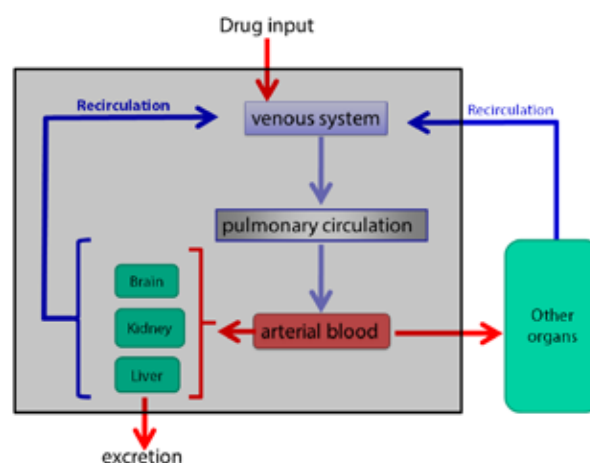 Drug input
Recirculation
venous system
Recirculation
pulmonary circulation
Brain
Kidney
Liver
arterial blood
Other
organs
excretion